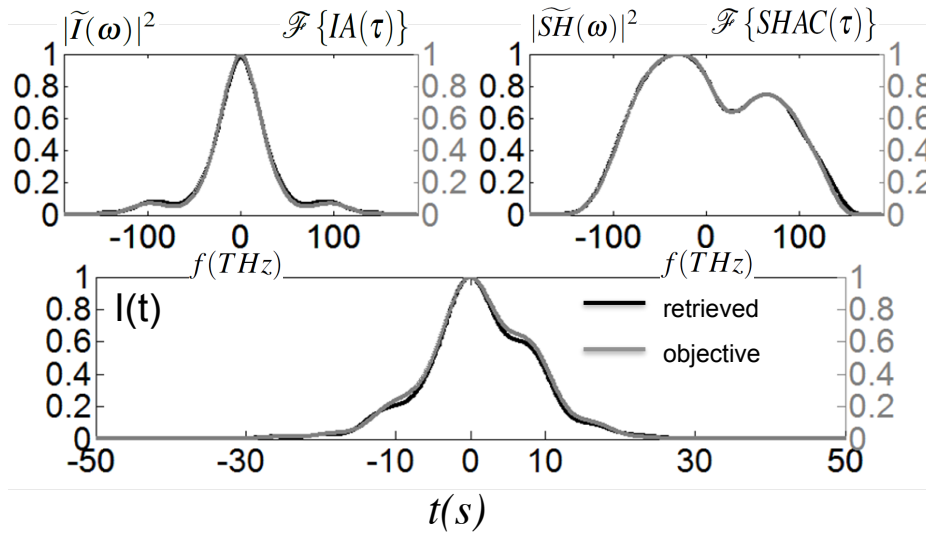 |Ĩ(ω)|² ℱ{IA(τ)}
1 1
0.8 0.8
0.6 0.6
0.4 0.4
0.2 0.2
0 0
-100 0 100
f(THz)
|S͠H(ω)|² ℱ{SHAC(τ)}
1 1
0.8 0.8
0.6 0.6
0.4 0.4
0.2 0.2
0 0
-100 0 100
f(THz)
I(t)
1 1
0.8 0.8
0.6 0.6
0.4 0.4
0.2 0.2
0 0
retrieved
objective
-50 -30 -10 0 10 30 50
t(s)